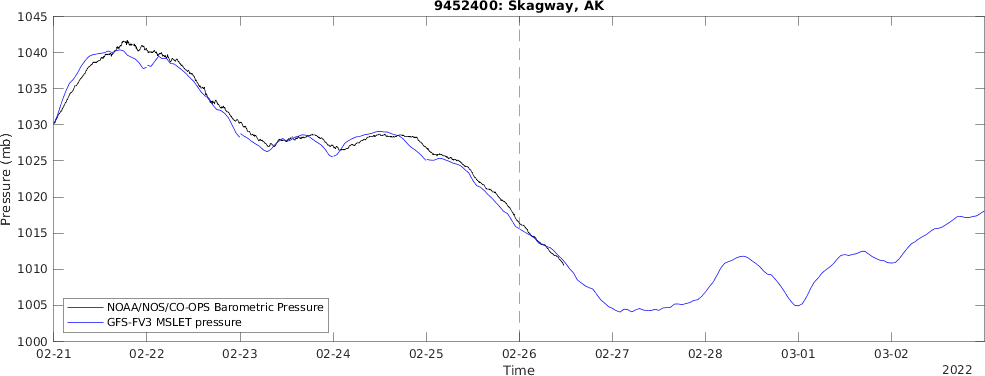 9452400: Skagway, AK
1045
1040
1035
1030
1025
1020
1015
1010
1005
1000
Pressure (mb)
NOAA/NOS/CO-OPS Barometric Pressure
GFS-FV3 MSLET pressure
02-21 02-22 02-23 02-24 02-25 02-26 02-27 02-28 03-01 03-02
Time
2022